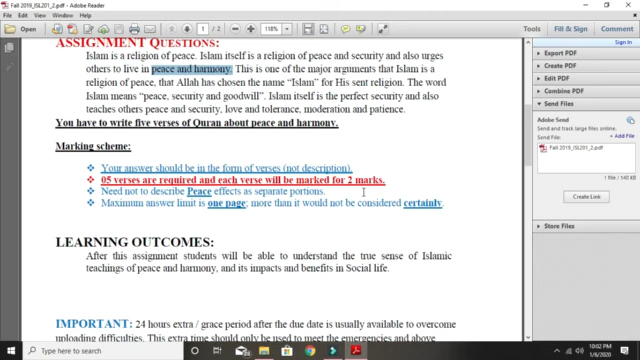 Fall 2019_ISL201_2.pdf - Adobe Reader
File Edit View Window Help
Open
1 / 2
118%
Tools
Fill & Sign
Comment
Sign In
ASSIGNMENT QUESTIONS:
Islam is a religion of peace. Islam itself is a religion of peace and security and also urges
others to live in peace and harmony. This is one of the major arguments that Islam is a
religion of peace, that Allah has chosen the name “Islam” for His sent religion. The word
Islam means “peace, security and goodwill”. Islam itself is the perfect security and also
teaches others peace and security, love and tolerance, moderation and patience.
You have to write five verses of Quran about peace and harmony.
Marking scheme:
Your answer should be in the form of verses (not description).
05 verses are required and each verse will be marked for 2 marks.
Need not to describe Peace effects as separate portions.
Maximum answer limit is one page; more than it would not be considered certainly.
LEARNING OUTCOMES:
After this assignment students will be able to understand the true sense of Islamic
teachings of peace and harmony, and its impacts and benefits in Social life.
IMPORTANT: 24 hours extra / grace period after the due date is usually available to overcome
uploading difficulties. This extra time should only be used to meet the emergencies and above
Export PDF
Create PDF
Edit PDF
Combine PDF
Send Files
Adobe Send
Send and track large files online.
+ Add File
Fall 2019_ISL201_2.pdf
1 file / 140 KB
Create Link
Store Files
Type here to search
10:02 PM
1/8/2020